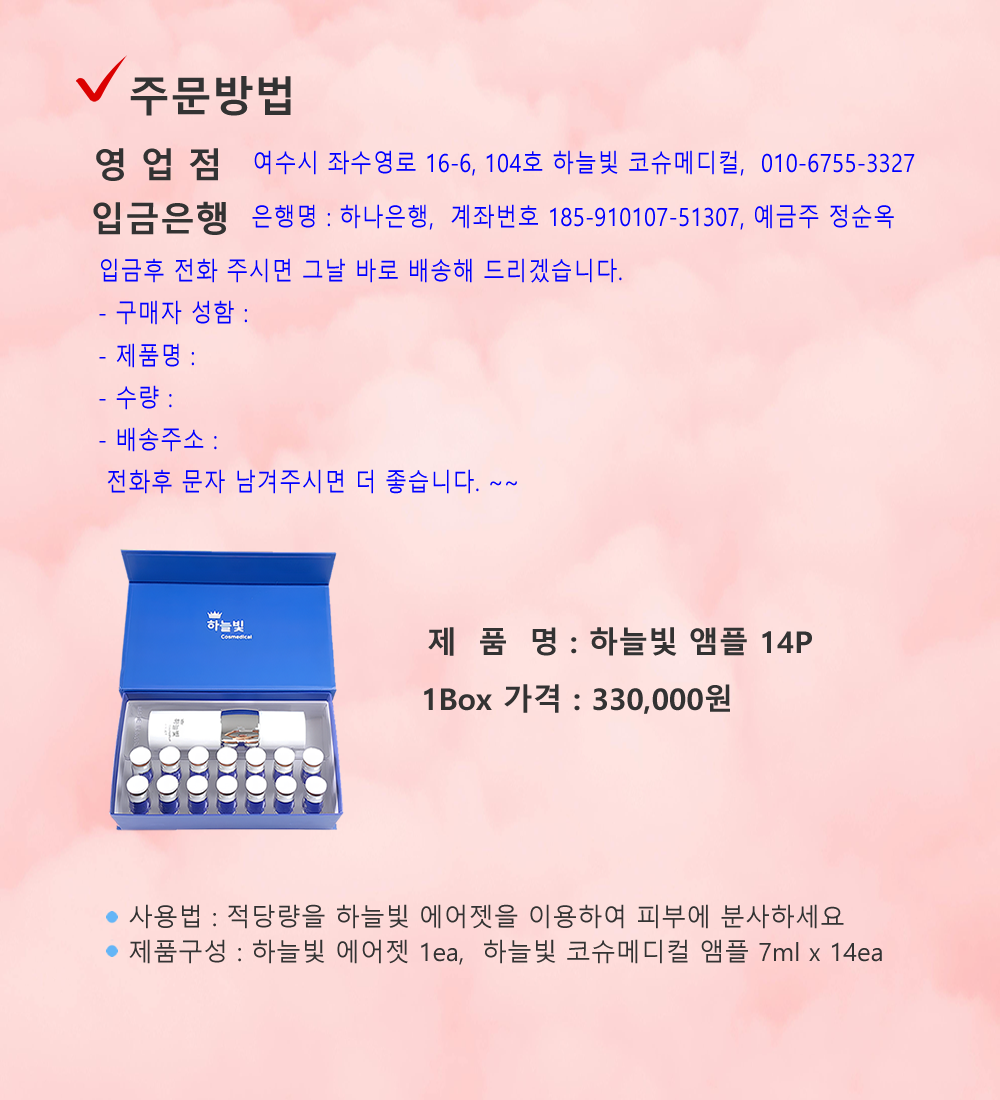 주문방법
영 업 점 여수시 좌수영로 16-6, 104호 하늘빛 코슈메디컬, 010-6755-3327
입금은행 은행명 : 하나은행, 계좌번호 185-910107-51307, 예금주 정순옥
입금후 전화 주시면 그날 바로 배송해 드리겠습니다.
- 구매자 성함 :
- 제품명 :
- 수량 :
- 배송주소 :
전화후 문자 남겨주시면 더 좋습니다. ~~
하늘빛
Cosmedical
제 품 명 : 하늘빛 앰플 14P
1Box 가격 : 330,000원
사용법 : 적당량을 하늘빛 에어젯을 이용하여 피부에 분사하세요
제품구성 : 하늘빛 에어젯 1ea, 하늘빛 코슈메디컬 앰플 7ml x 14ea